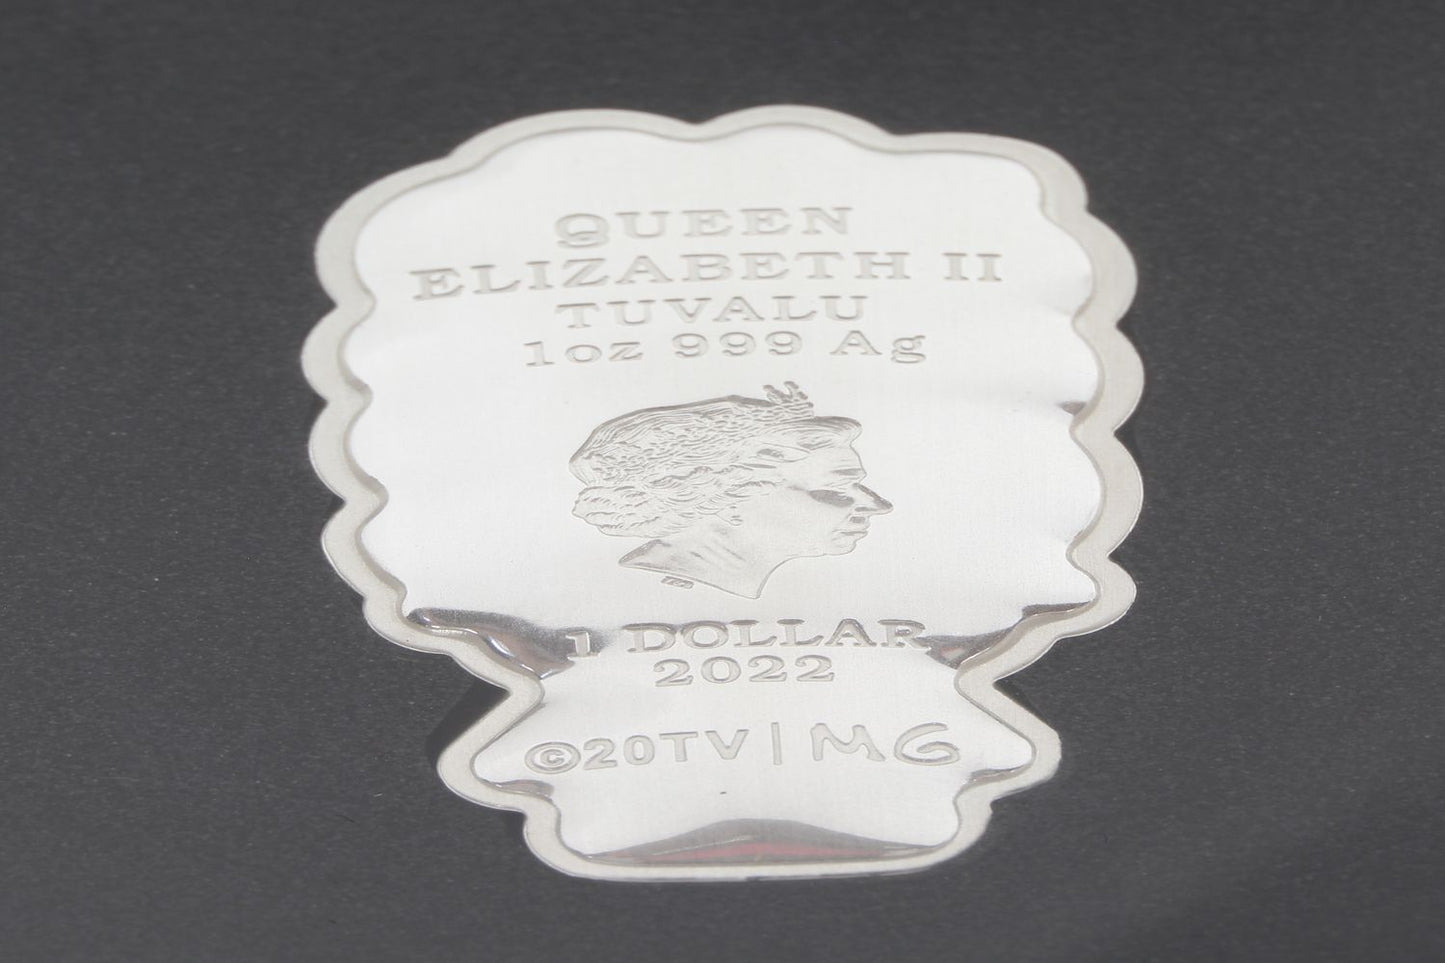 QUEEN
ELIZABETH II
TUVALU
1oz 999 Ag
1 DOLLAR
2022
©20TV | MG